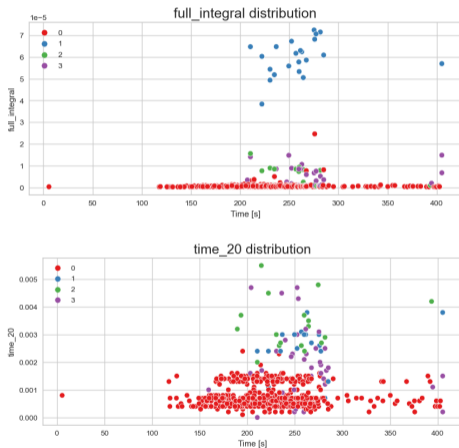 full_integral distribution
1e−5
0
1
2
3
7
6
5
4
3
2
1
0
full_integral
0 50 100 150 200 250 300 350 400
Time [s]
time_20 distribution
0
1
2
3
0.005
0.004
0.003
0.002
0.001
0.000
time_20
0 50 100 150 200 250 300 350 400
Time [s]